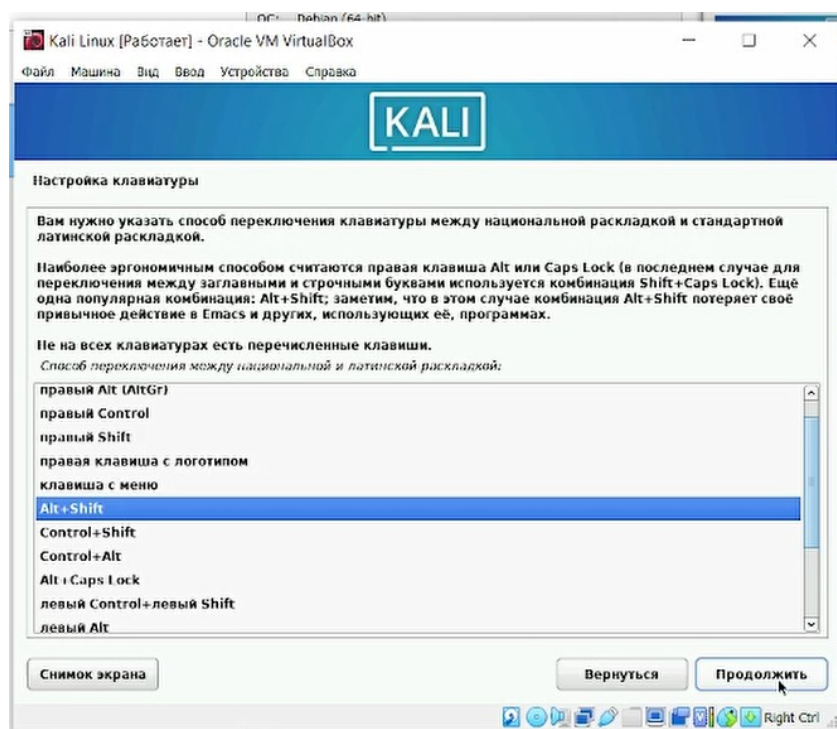 ОС: Debian (64-bit)
Kali Linux [Работает] - Oracle VM VirtualBox
Файл Машина Вид Ввод Устройства Справка
KALI
Настройка клавиатуры
Вам нужно указать способ переключения клавиатуры между национальной раскладкой и стандартной
латинской раскладкой.
Наиболее эргономичным способом считаются правая клавиша Alt или Caps Lock (в последнем случае для
переключения между заглавными и строчными буквами используется комбинация Shift+Caps Lock). Ещё
одна популярная комбинация: Alt+Shift; заметим, что в этом случае комбинация Alt+Shift потеряет своё
привычное действие в Emacs и других, использующих её, программах.
Не на всех клавиатурах есть перечисленные клавиши.
Способ переключения между национальной и латинской раскладкой:
правый Alt (AltGr)
правый Control
правый Shift
правая клавиша с логотипом
клавиша с меню
Alt+Shift
Control+Shift
Control+Alt
Alt+Caps Lock
левый Control+левый Shift
левый Alt
Снимок экрана
Вернуться
Продолжить
Right Ctrl